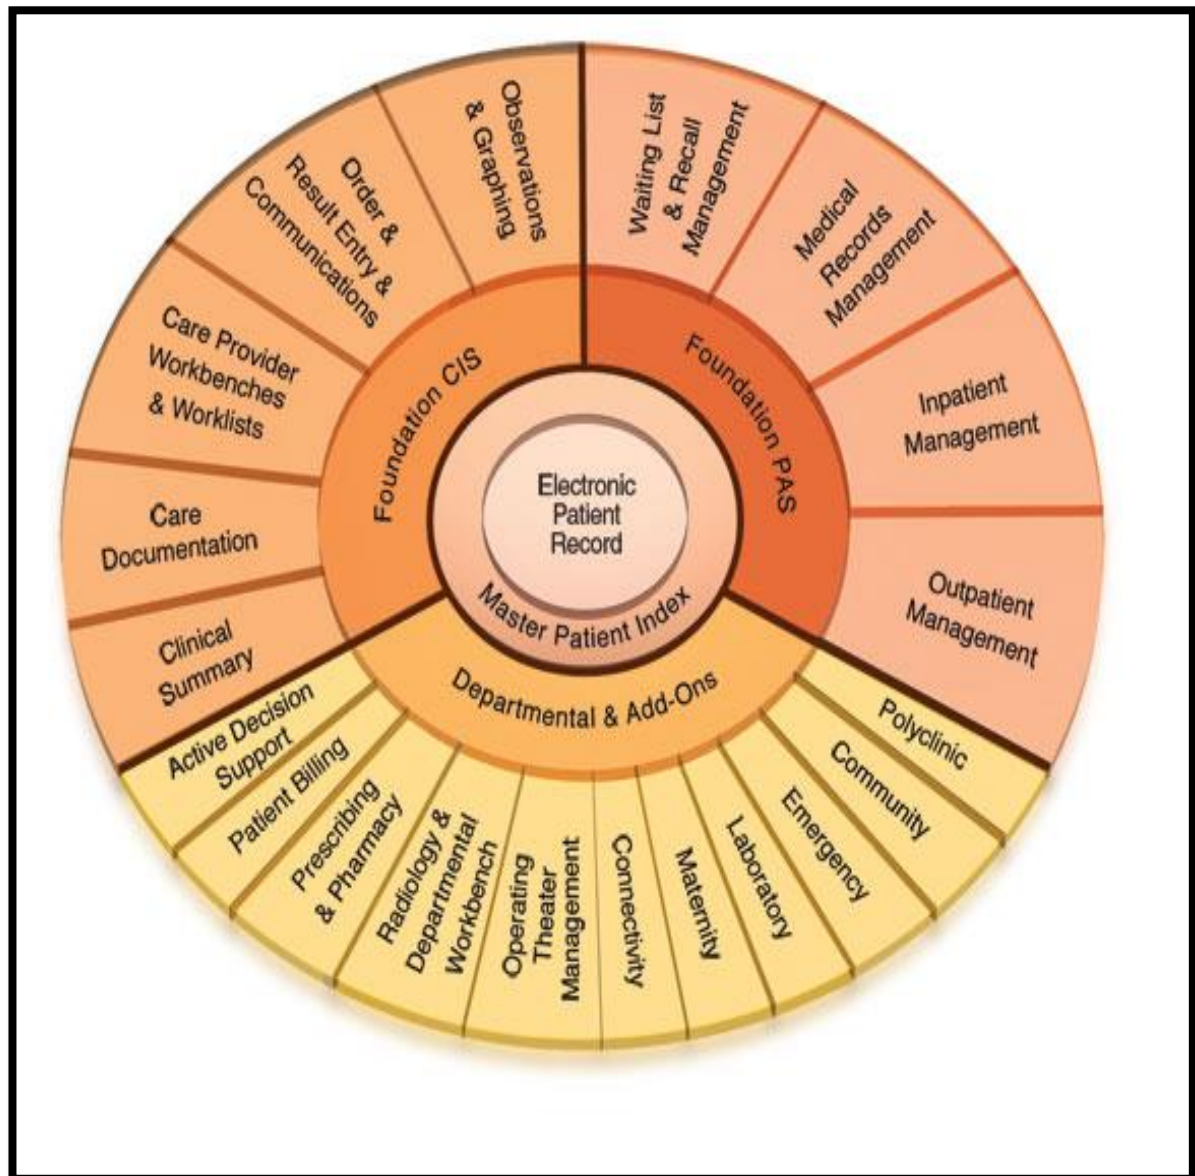 Electronic
Patient
Record
Master Patient Index
Foundation CIS
Foundation PAS
Departmental & Add-Ons
Observations
& Graphing
Order &
Result Entry &
Communications
Care Provider
Workbenches
& Worklists
Care
Documentation
Clinical
Summary
Waiting List
& Recall
Management
Medical
Records
Management
Inpatient
Management
Outpatient
Management
Active Decision
Support
Patient Billing
Prescribing
& Pharmacy
Radiology &
Departmental
Workbench
Operating
Theater
Management
Connectivity
Maternity
Laboratory
Emergency
Community
Polyclinic